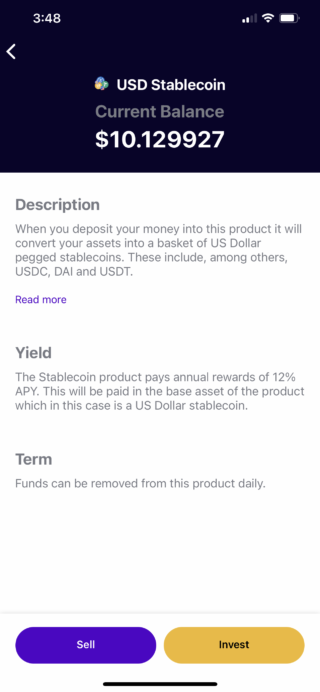 3:48
USD Stablecoin
Current Balance
$10.129927
Description
When you deposit your money into this product it will
convert your assets into a basket of US Dollar
pegged stablecoins. These include, among others,
USDC, DAI and USDT.
Read more
Yield
The Stablecoin product pays annual rewards of 12%
APY. This will be paid in the base asset of the product
which in this case is a US Dollar stablecoin.
Term
Funds can be removed from this product daily.
Sell
Invest